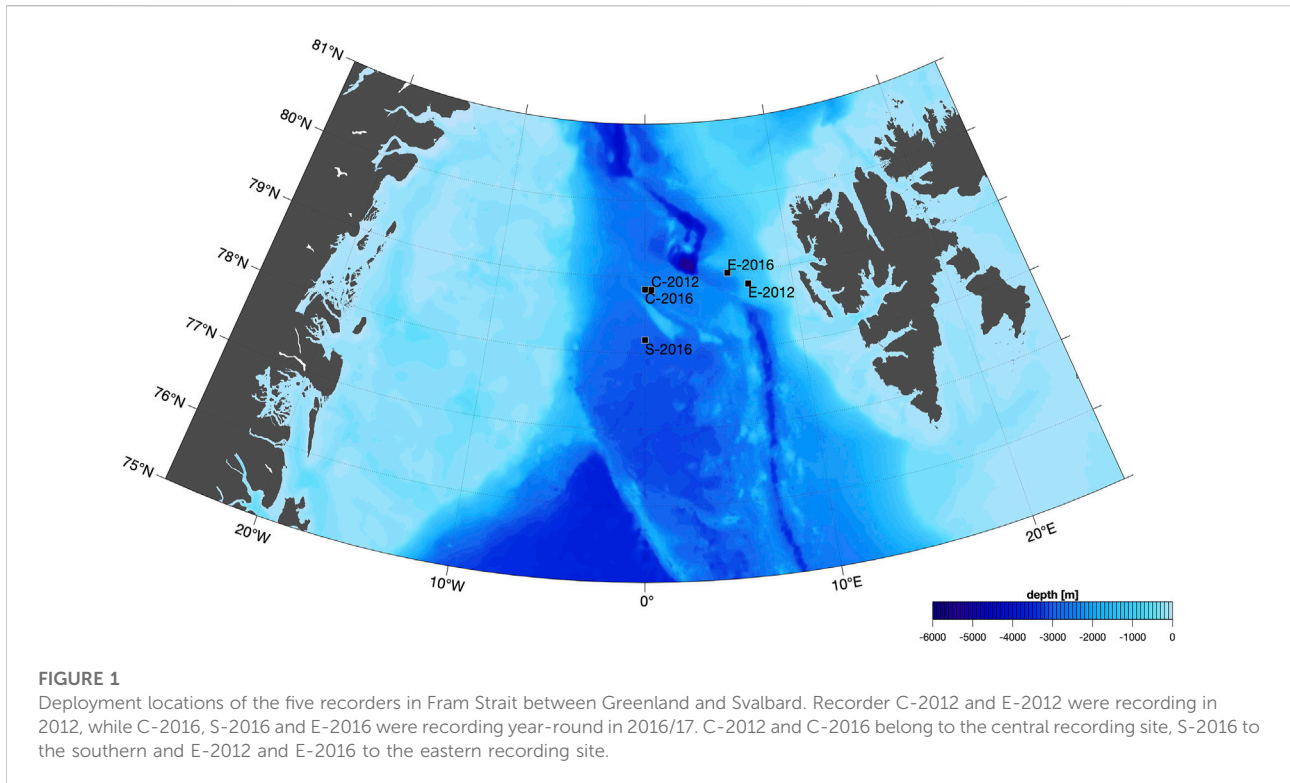 81°N
80°N
79°N
78°N
77°N
76°N
75°N
E-2016
C-2012
E-2012
C-2016
S-2016
20°W
10°W
0°
10°E
20°E
depth [m]
-6000 -5000 -4000 -3000 -2000 -1000 0
FIGURE 1
Deployment locations of the five recorders in Fram Strait between Greenland and Svalbard. Recorder C-2012 and E-2012 were recording in
2012, while C-2016, S-2016 and E-2016 were recording year-round in 2016/17. C-2012 and C-2016 belong to the central recording site, S-2016 to
the southern and E-2012 and E-2016 to the eastern recording site.